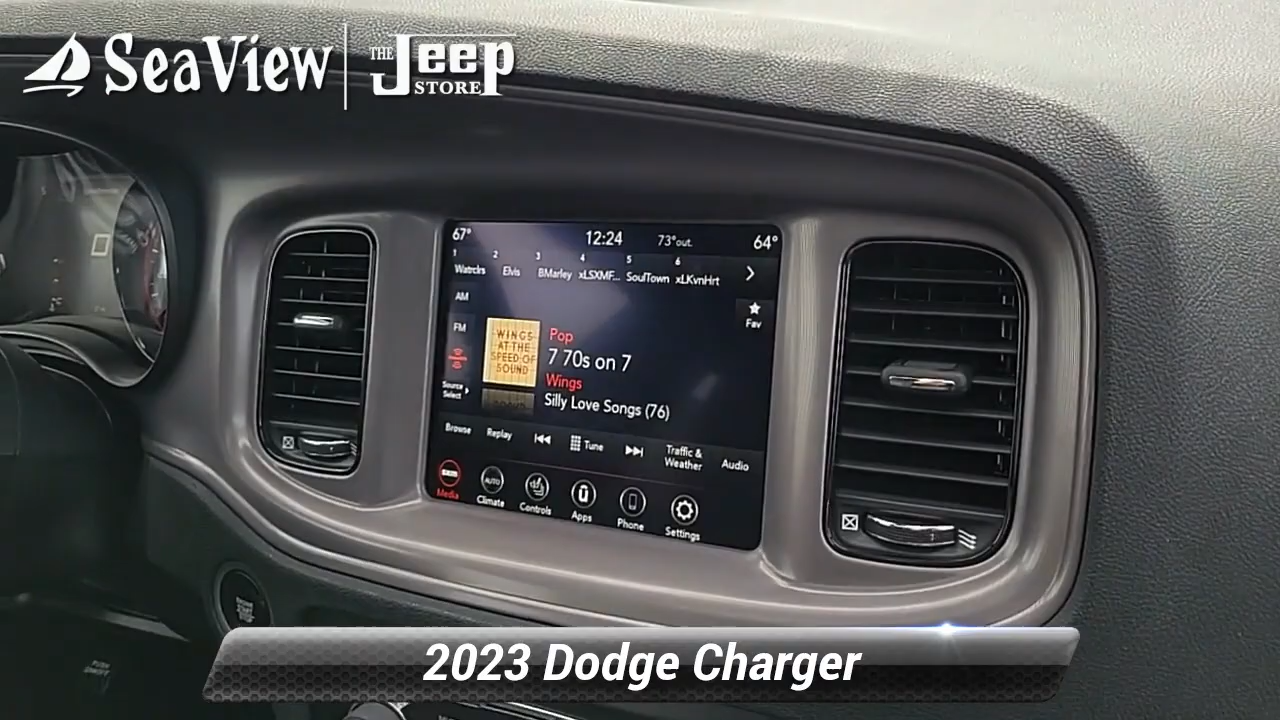 SeaView
THE Jeep STORE
67° 12:24 73°out. 64°
1 2 3 4 5 6
Watrclrs Elvis BMarley xLSXMF... SoulTown xLKvnHrt
AM
Fav
FM
WINGS
AT THE
SPEED OF
SOUND
Pop
7 70s on 7
Wings
Silly Love Songs (76)
Source
Select
Browse Replay Tune Traffic &
Weather Audio
AUTO
Media Climate Controls Apps Phone Settings
2023 Dodge Charger